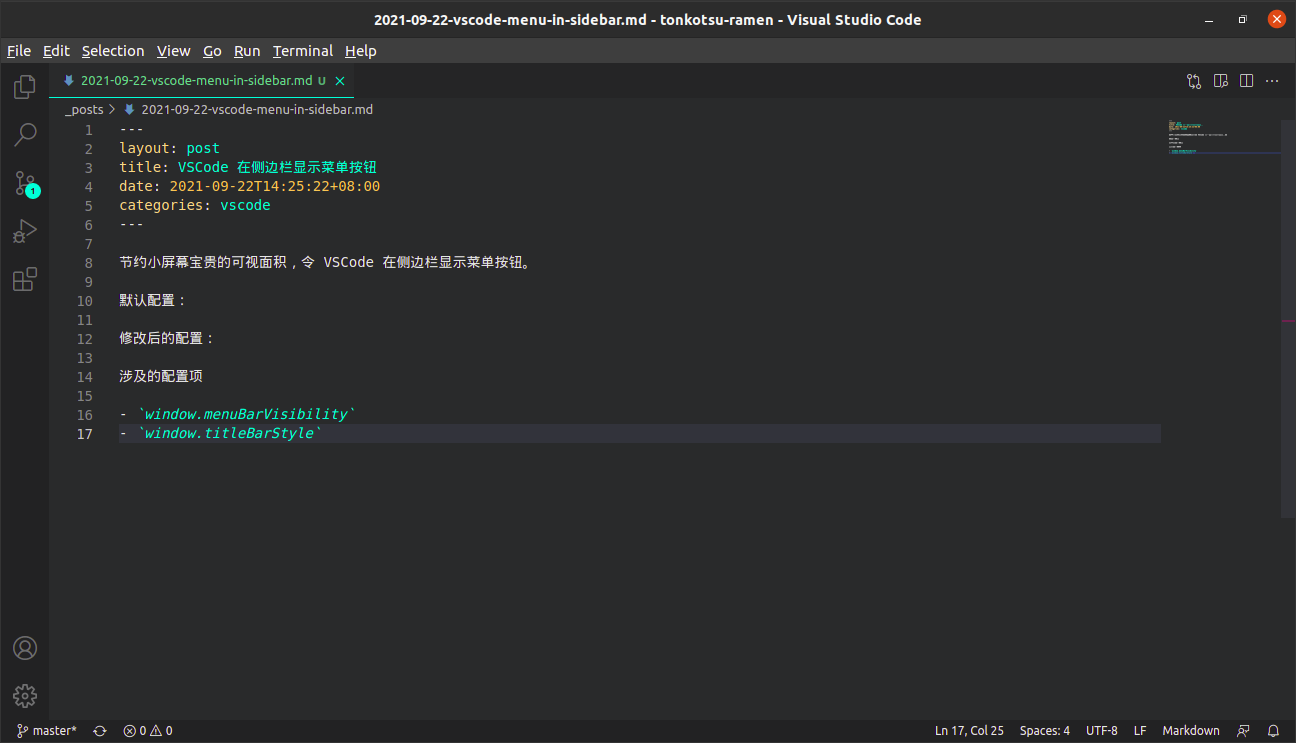 2021-09-22-vscode-menu-in-sidebar.md - tonkotsu-ramen - Visual Studio Code
File Edit Selection View Go Run Terminal Help
2021-09-22-vscode-menu-in-sidebar.md U
_posts > 2021-09-22-vscode-menu-in-sidebar.md
1 ---
2 layout: post
3 title: VSCode 在侧边栏显示菜单按钮
4 date: 2021-09-22T14:25:22+08:00
5 categories: vscode
6 ---
7
8 节约小屏幕宝贵的可视面积，令 VSCode 在侧边栏显示菜单按钮。
9
10 默认配置：
11
12 修改后的配置：
13
14 涉及的配置项
15
16 - `window.menuBarVisibility`
17 - `window.titleBarStyle`
1
master* 0 0 Ln 17, Col 25 Spaces: 4 UTF-8 LF Markdown